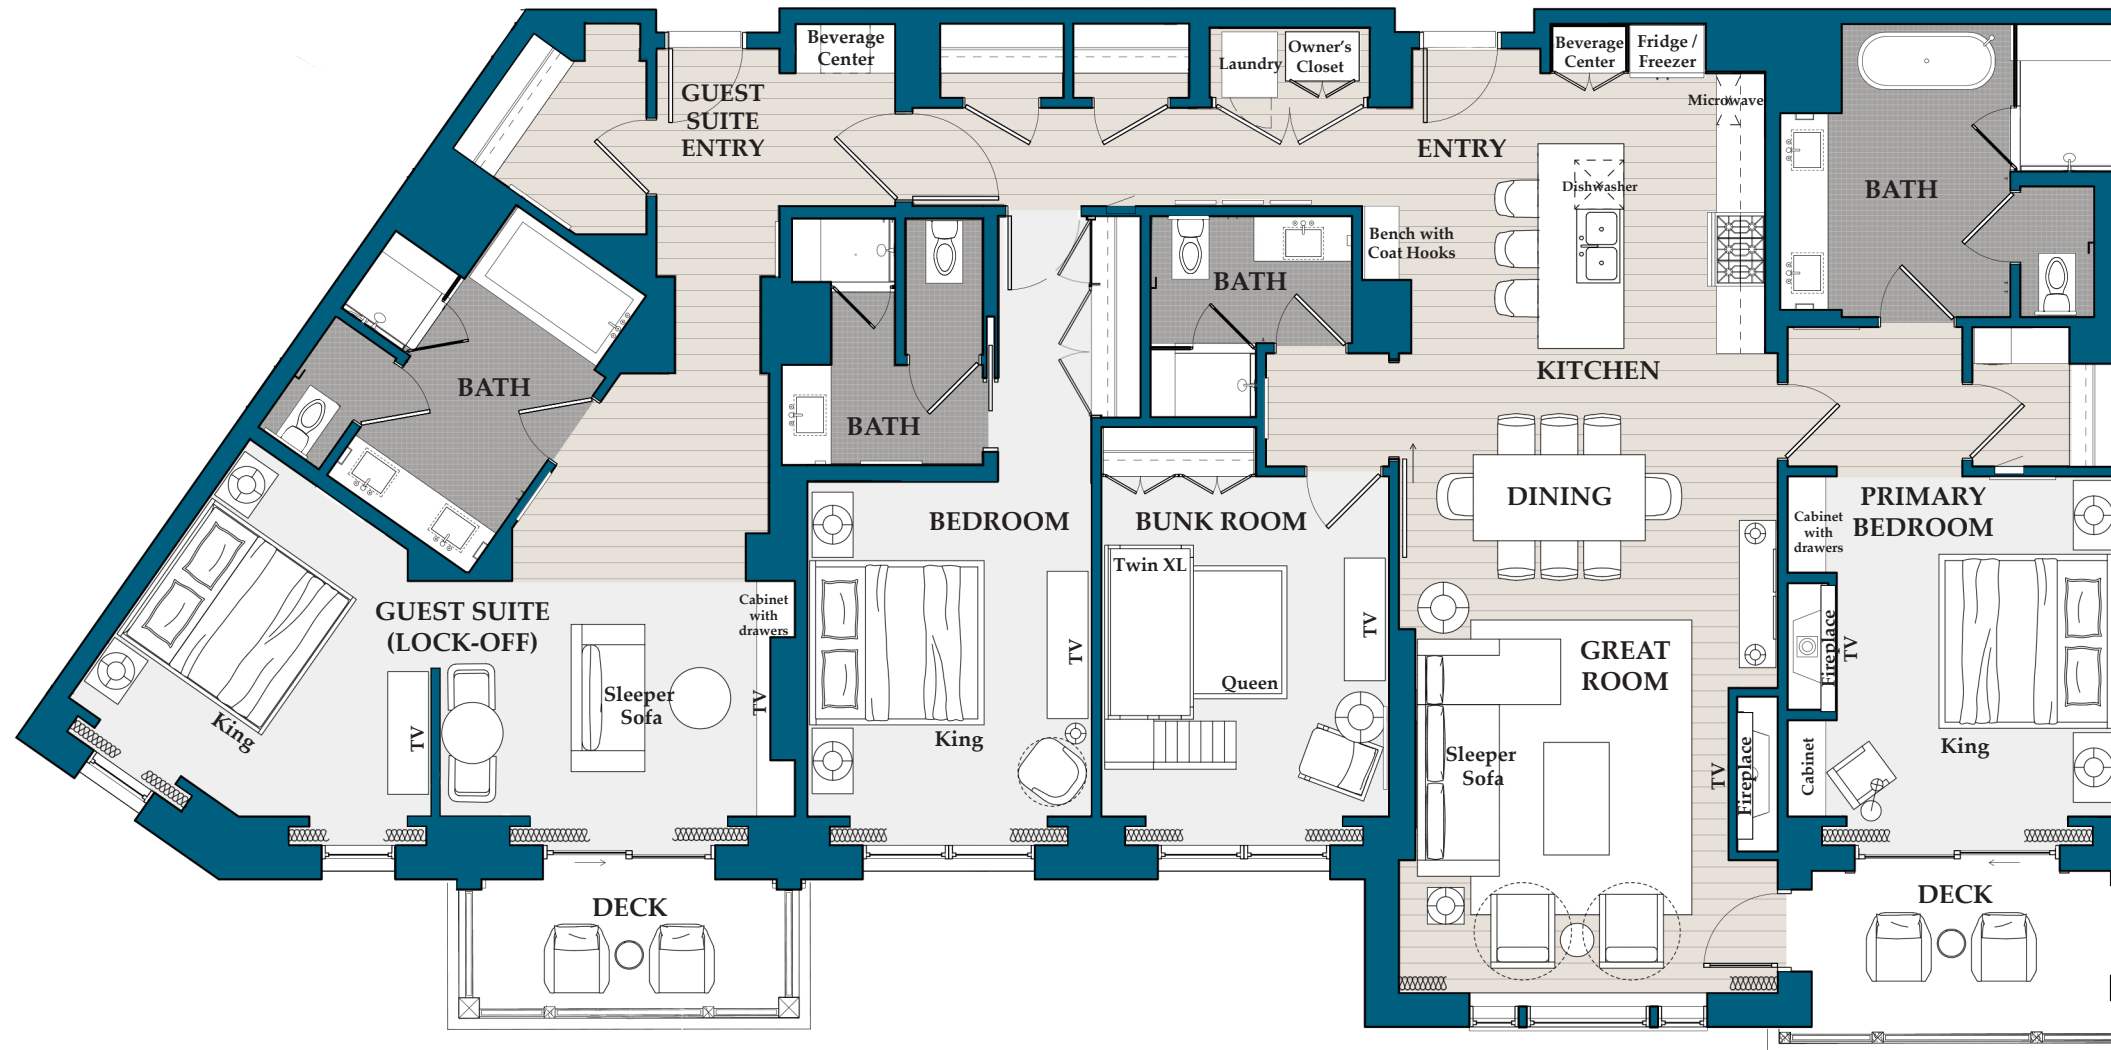 Beverage
Center
GUEST
SUITE
ENTRY
Laundry
Owner's
Closet
ENTRY
Beverage
Center
Fridge /
Freezer
Microwave
Dishwasher
BATH
Bench with
Coat Hooks
BATH
BATH
BATH
KITCHEN
DINING
PRIMARY
BEDROOM
Cabinet
with
drawers
BEDROOM
BUNK ROOM
Twin XL
Queen
TV
GUEST SUITE
(LOCK-OFF)
Cabinet
with
drawers
King
TV
Sleeper
Sofa
TV
TV
King
GREAT
ROOM
Sleeper
Sofa
TV
Fireplace
Fireplace
TV
Cabinet
King
DECK
DECK